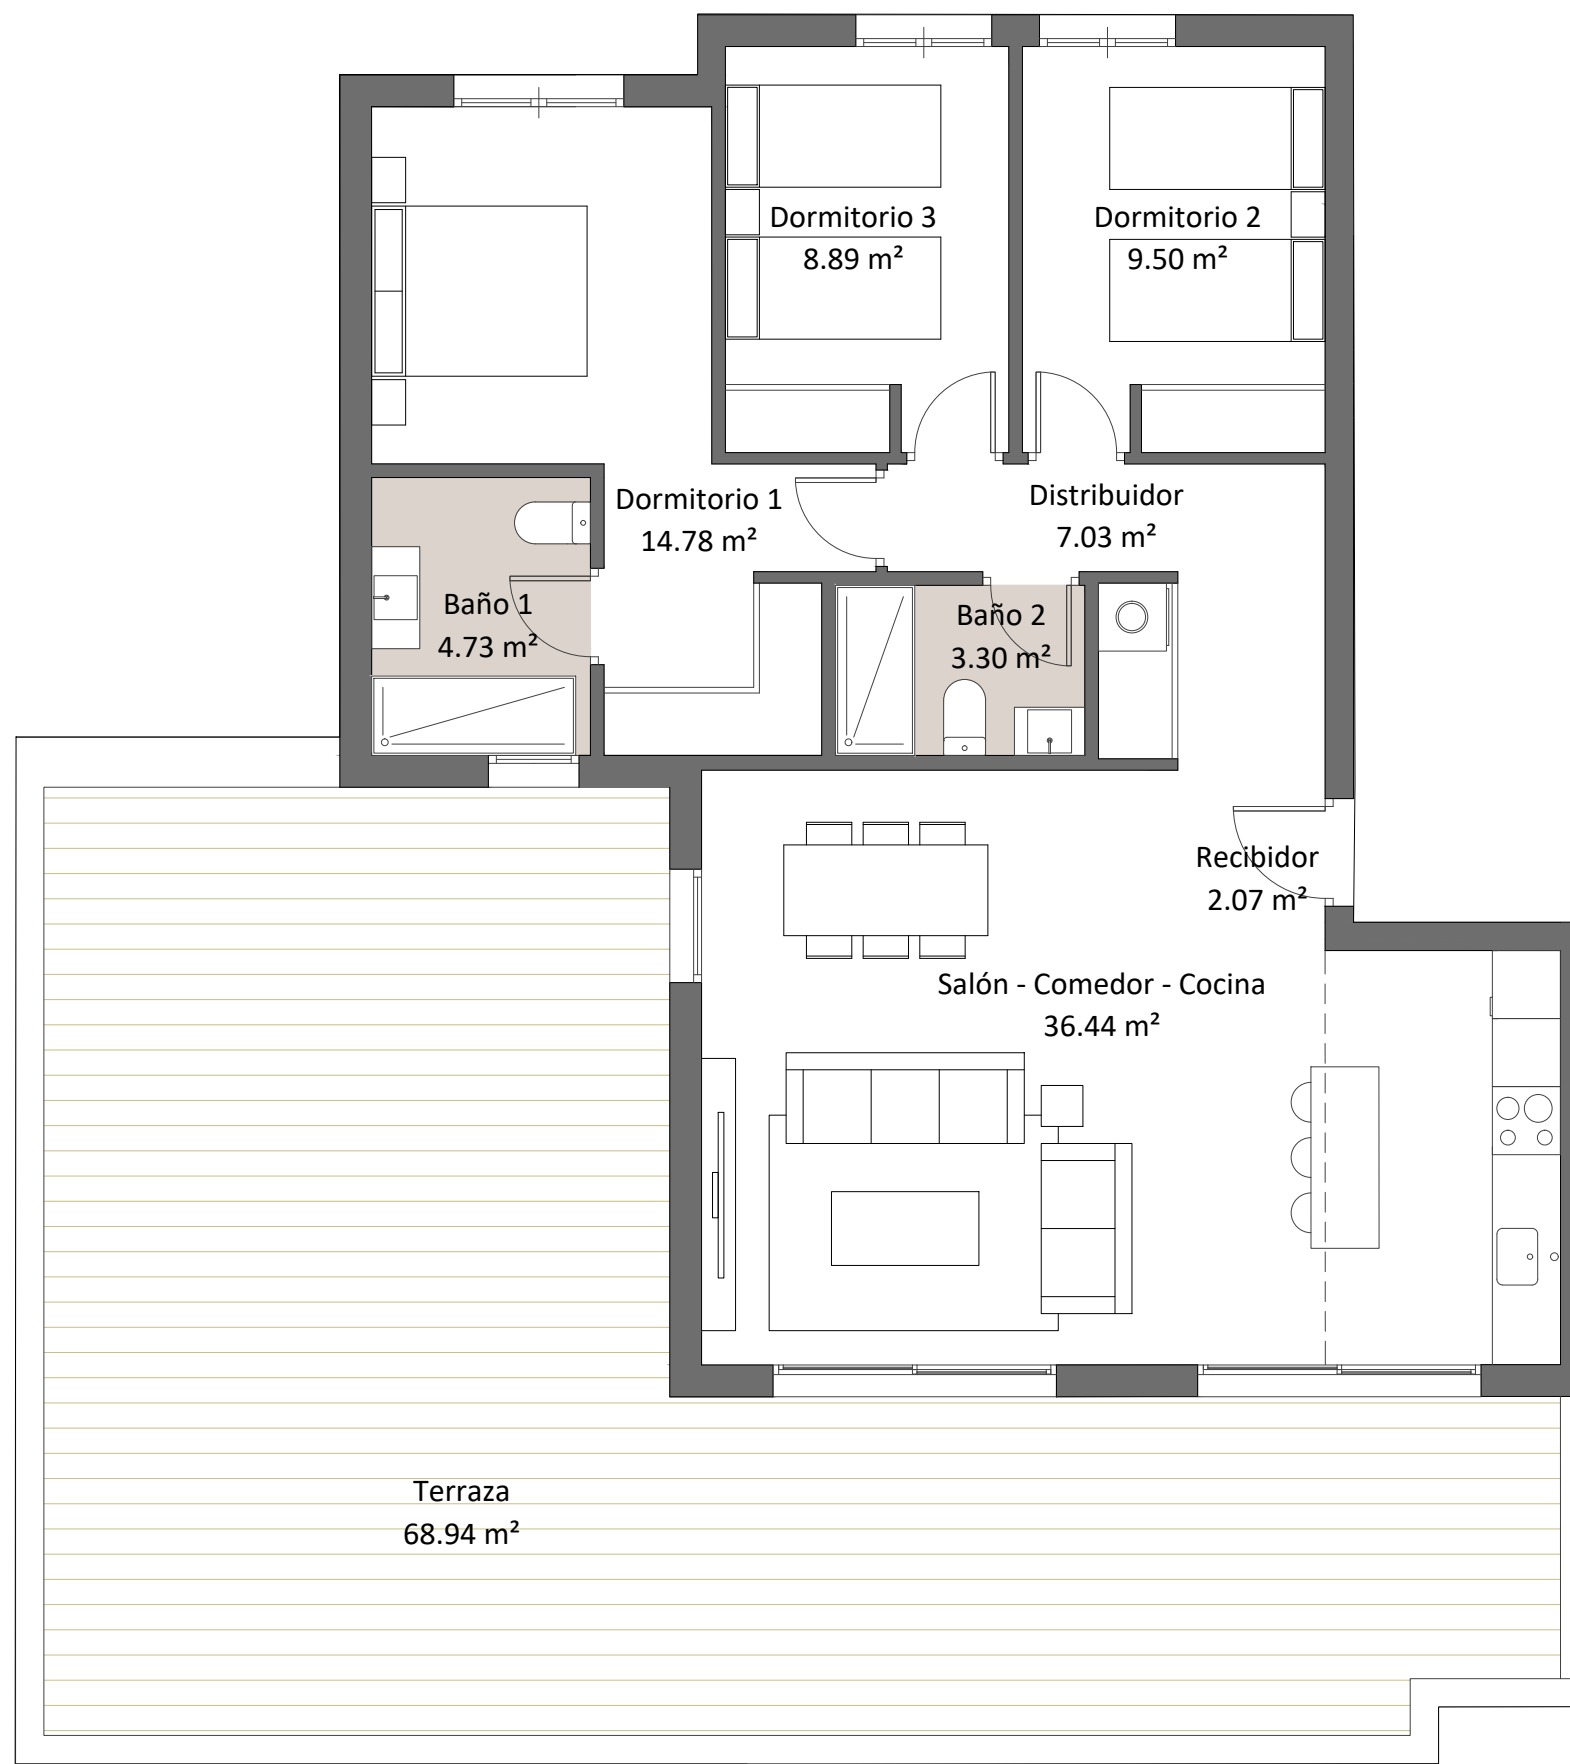 Dormitorio 3
8.89 m²
Dormitorio 2
9.50 m²
Dormitorio 1
14.78 m²
Distribuidor
7.03 m²
Baño 1
4.73 m²
Baño 2
3.30 m²
Recibidor
2.07 m²
Salón - Comedor - Cocina
36.44 m²
Terraza
68.94 m²